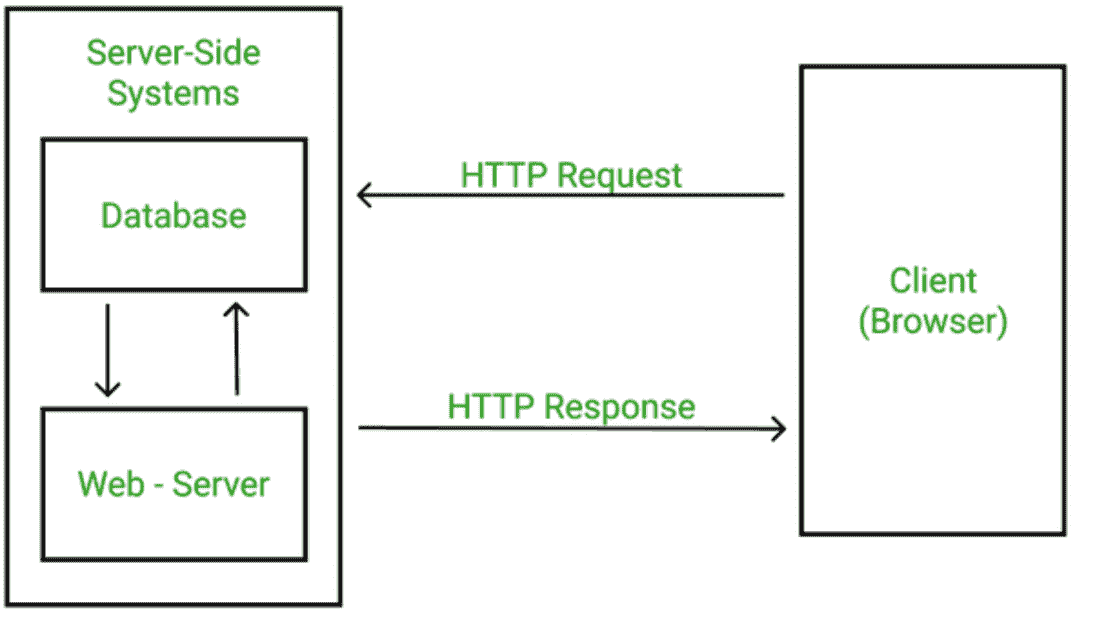 Server-Side
Systems
Database
Web - Server
HTTP Request
HTTP Response
Client
(Browser)